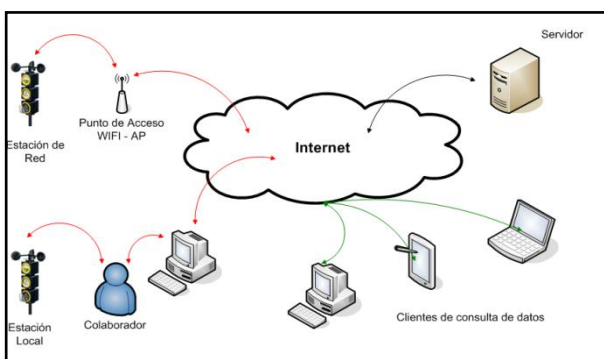 Servidor
Punto de Acceso
WIFI - AP
Estación de
Red
Internet
Estación
Local
Colaborador
Clientes de consulta de datos